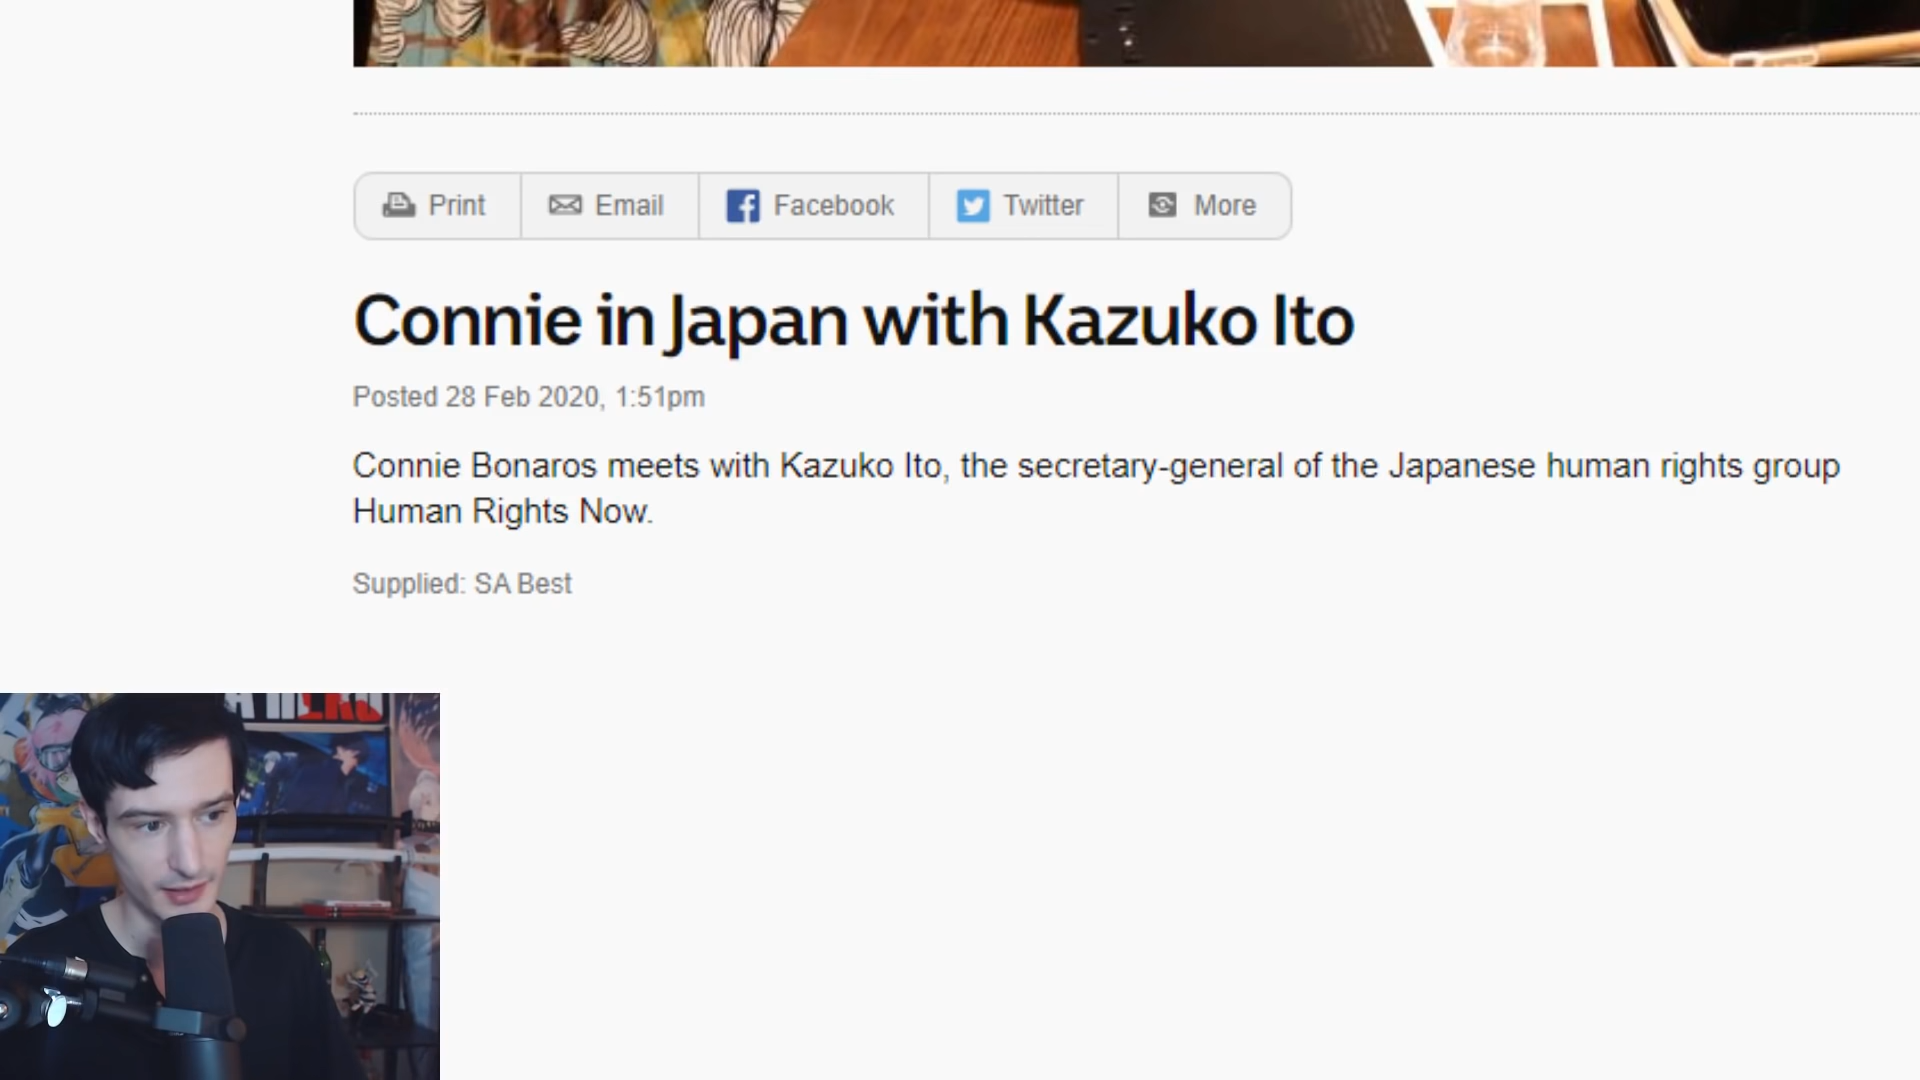 Print Email Facebook Twitter More
Connie in Japan with Kazuko Ito
Posted 28 Feb 2020, 1:51pm
Connie Bonaros meets with Kazuko Ito, the secretary-general of the Japanese human rights group
Human Rights Now.
Supplied: SA Best